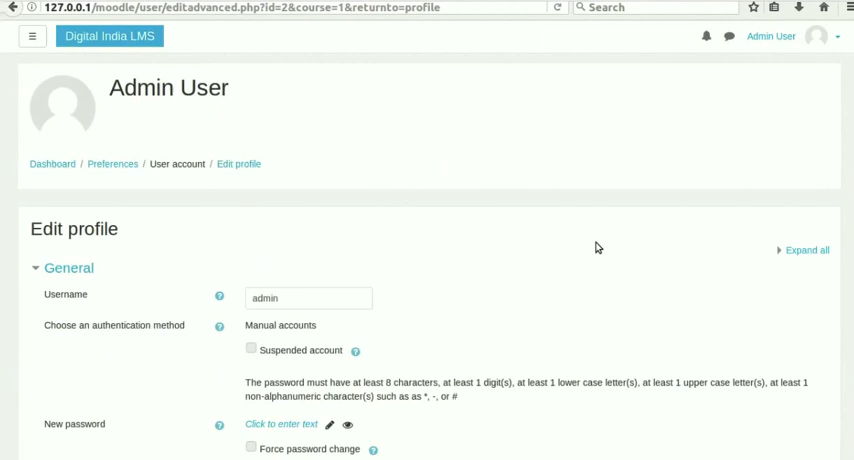 127.0.0.1/moodle/user/editadvanced.php?id=2&course=1&returnto=profile
Search
Digital India LMS
Admin User
Admin User
Dashboard / Preferences / User account / Edit profile
Edit profile
Expand all
General
Username
admin
Choose an authentication method
Manual accounts
Suspended account
The password must have at least 8 characters, at least 1 digit(s), at least 1 lower case letter(s), at least 1 upper case letter(s), at least 1
non-alphanumeric character(s) such as as *, -, or #
New password
Click to enter text
Force password change